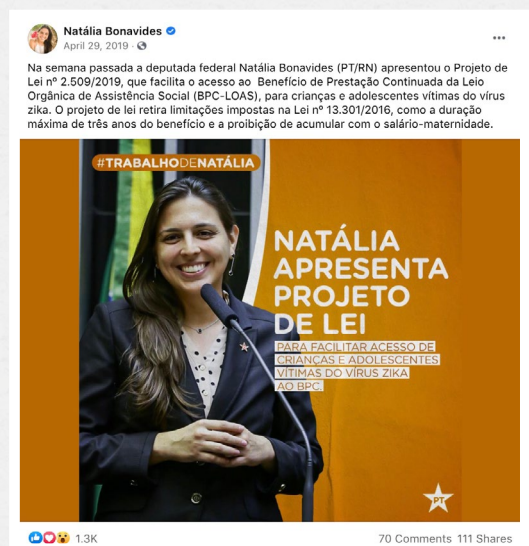 Natália Bonavides
April 29, 2019 ·
Na semana passada a deputada federal Natália Bonavides (PT/RN) apresentou o Projeto de
Lei nº 2.509/2019, que facilita o acesso ao Benefício de Prestação Continuada da Leio
Orgânica de Assistência Social (BPC-LOAS), para crianças e adolescentes vítimas do vírus
zika. O projeto de lei retira limitações impostas na Lei nº 13.301/2016, como a duração
máxima de três anos do benefício e a proibição de acumular com o salário-maternidade.
#TRABALHODENATÁLIA
NATÁLIA
APRESENTA
PROJETO
DE LEI
PARA FACILITAR ACESSO DE
CRIANÇAS E ADOLESCENTES
VÍTIMAS DO VÍRUS ZIKA
AO BPC.
PT
1.3K 70 Comments 111 Shares